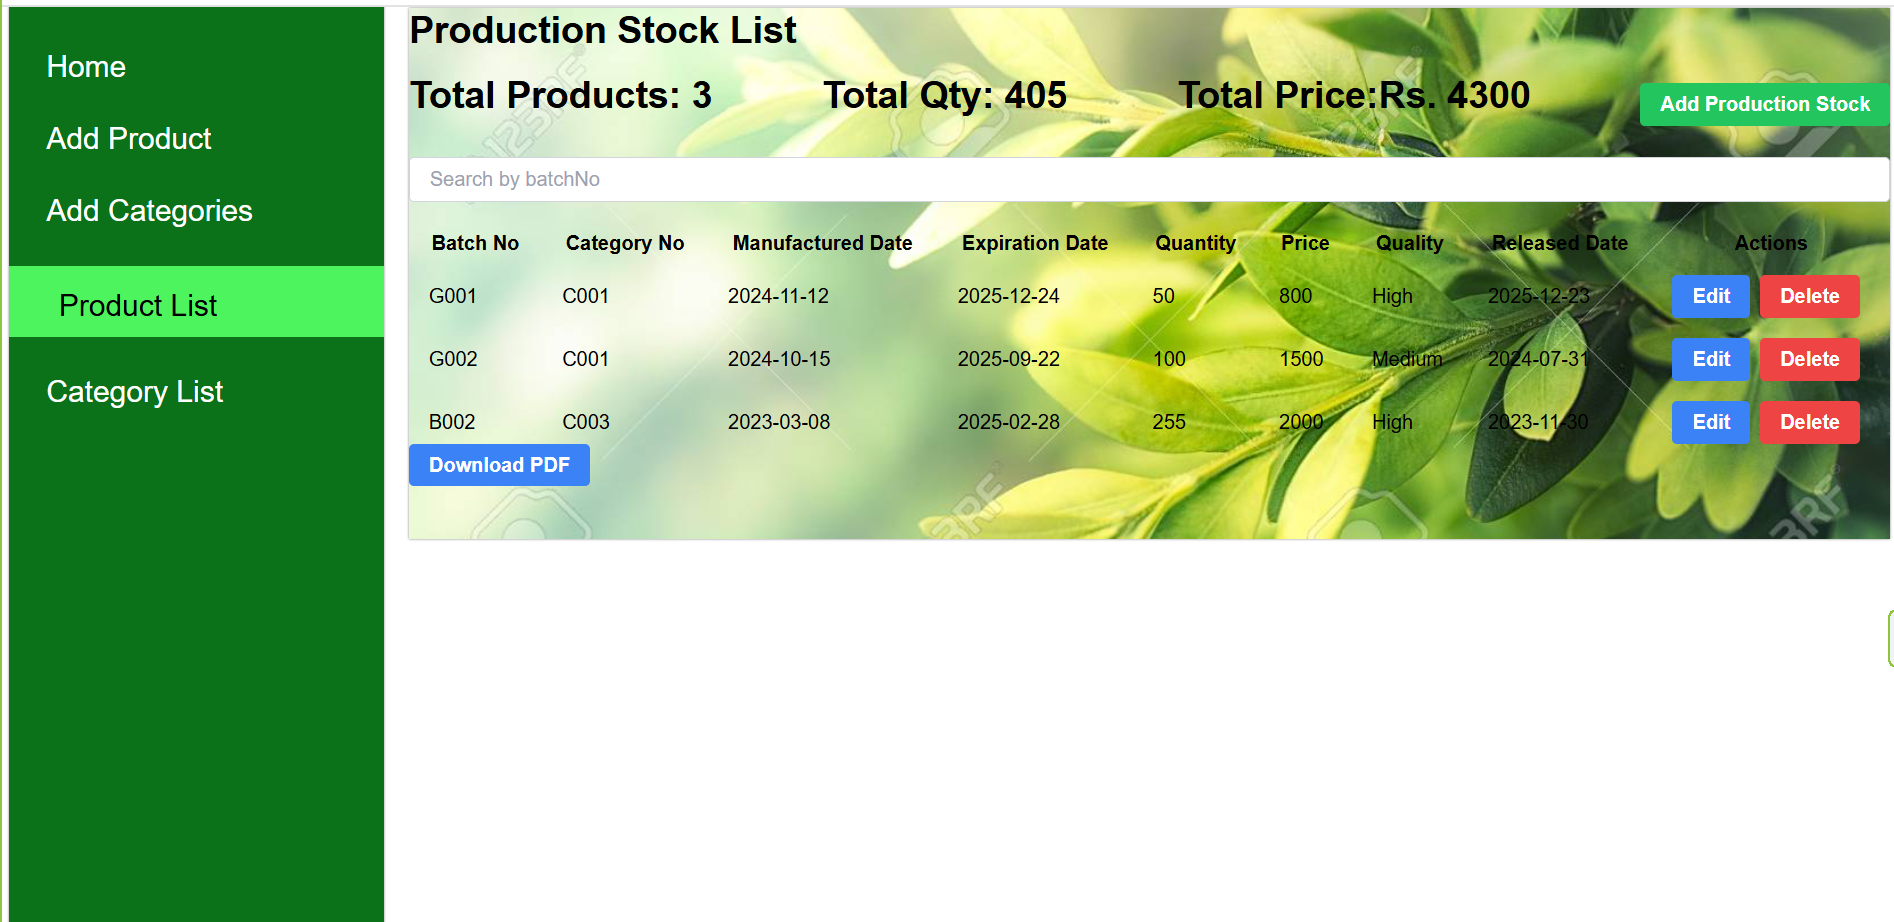 Home
Add Product
Add Categories
Product List
Category List
Production Stock List
Total Products: 3 Total Qty: 405 Total Price:Rs. 4300 Add Production Stock
Search by batchNo
Batch No Category No Manufactured Date Expiration Date Quantity Price Quality Released Date Actions
G001 C001 2024-11-12 2025-12-24 50 800 High 2025-12-23 Edit Delete
G002 C001 2024-10-15 2025-09-22 100 1500 Medium 2024-07-31 Edit Delete
B002 C003 2023-03-08 2025-02-28 255 2000 High 2023-11-30 Edit Delete
Download PDF
123RF